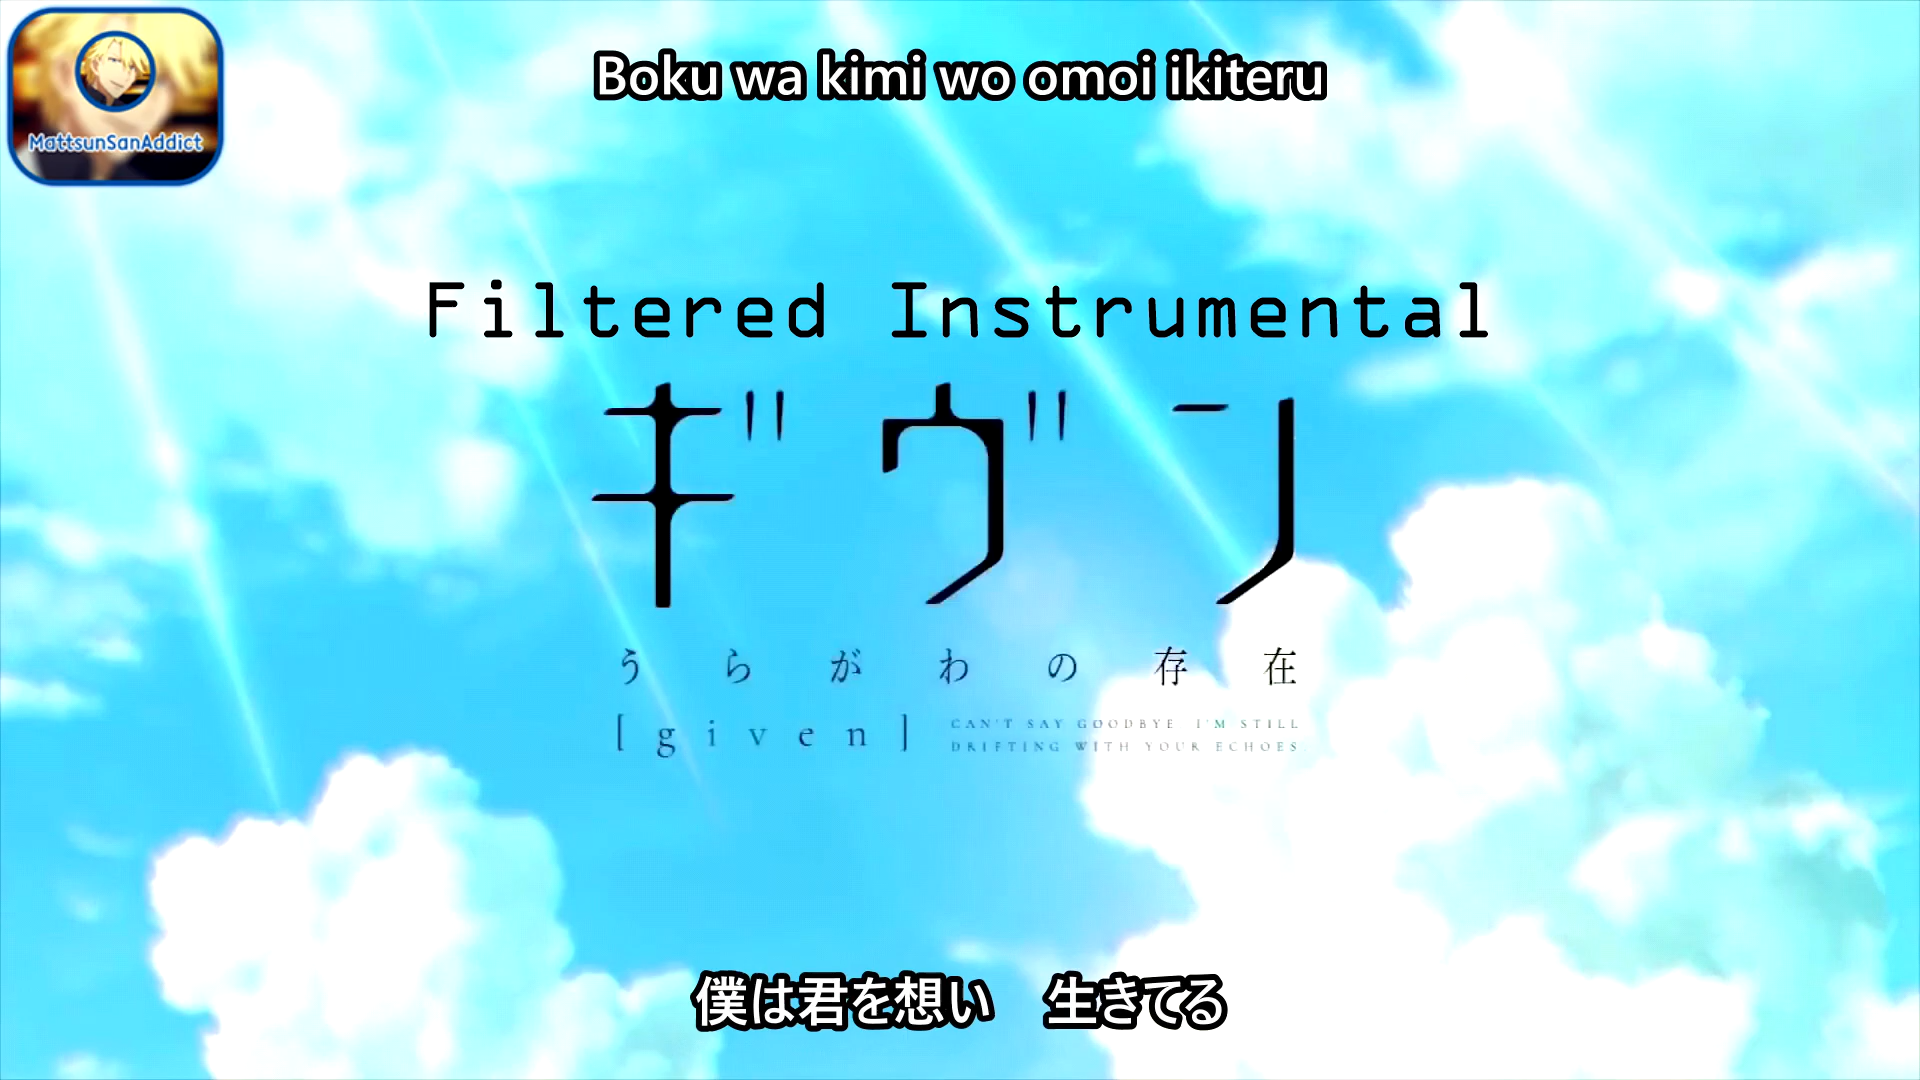 Boku wa kimi wo omoi ikiteru
MattsunSanAddict
Filtered Instrumental
ギヴン
うらがわの存在
[given]
CAN'T SAY GOODBYE I'M STILL
DRIFTING WITH YOUR ECHOES
僕は君を想い　生きてる